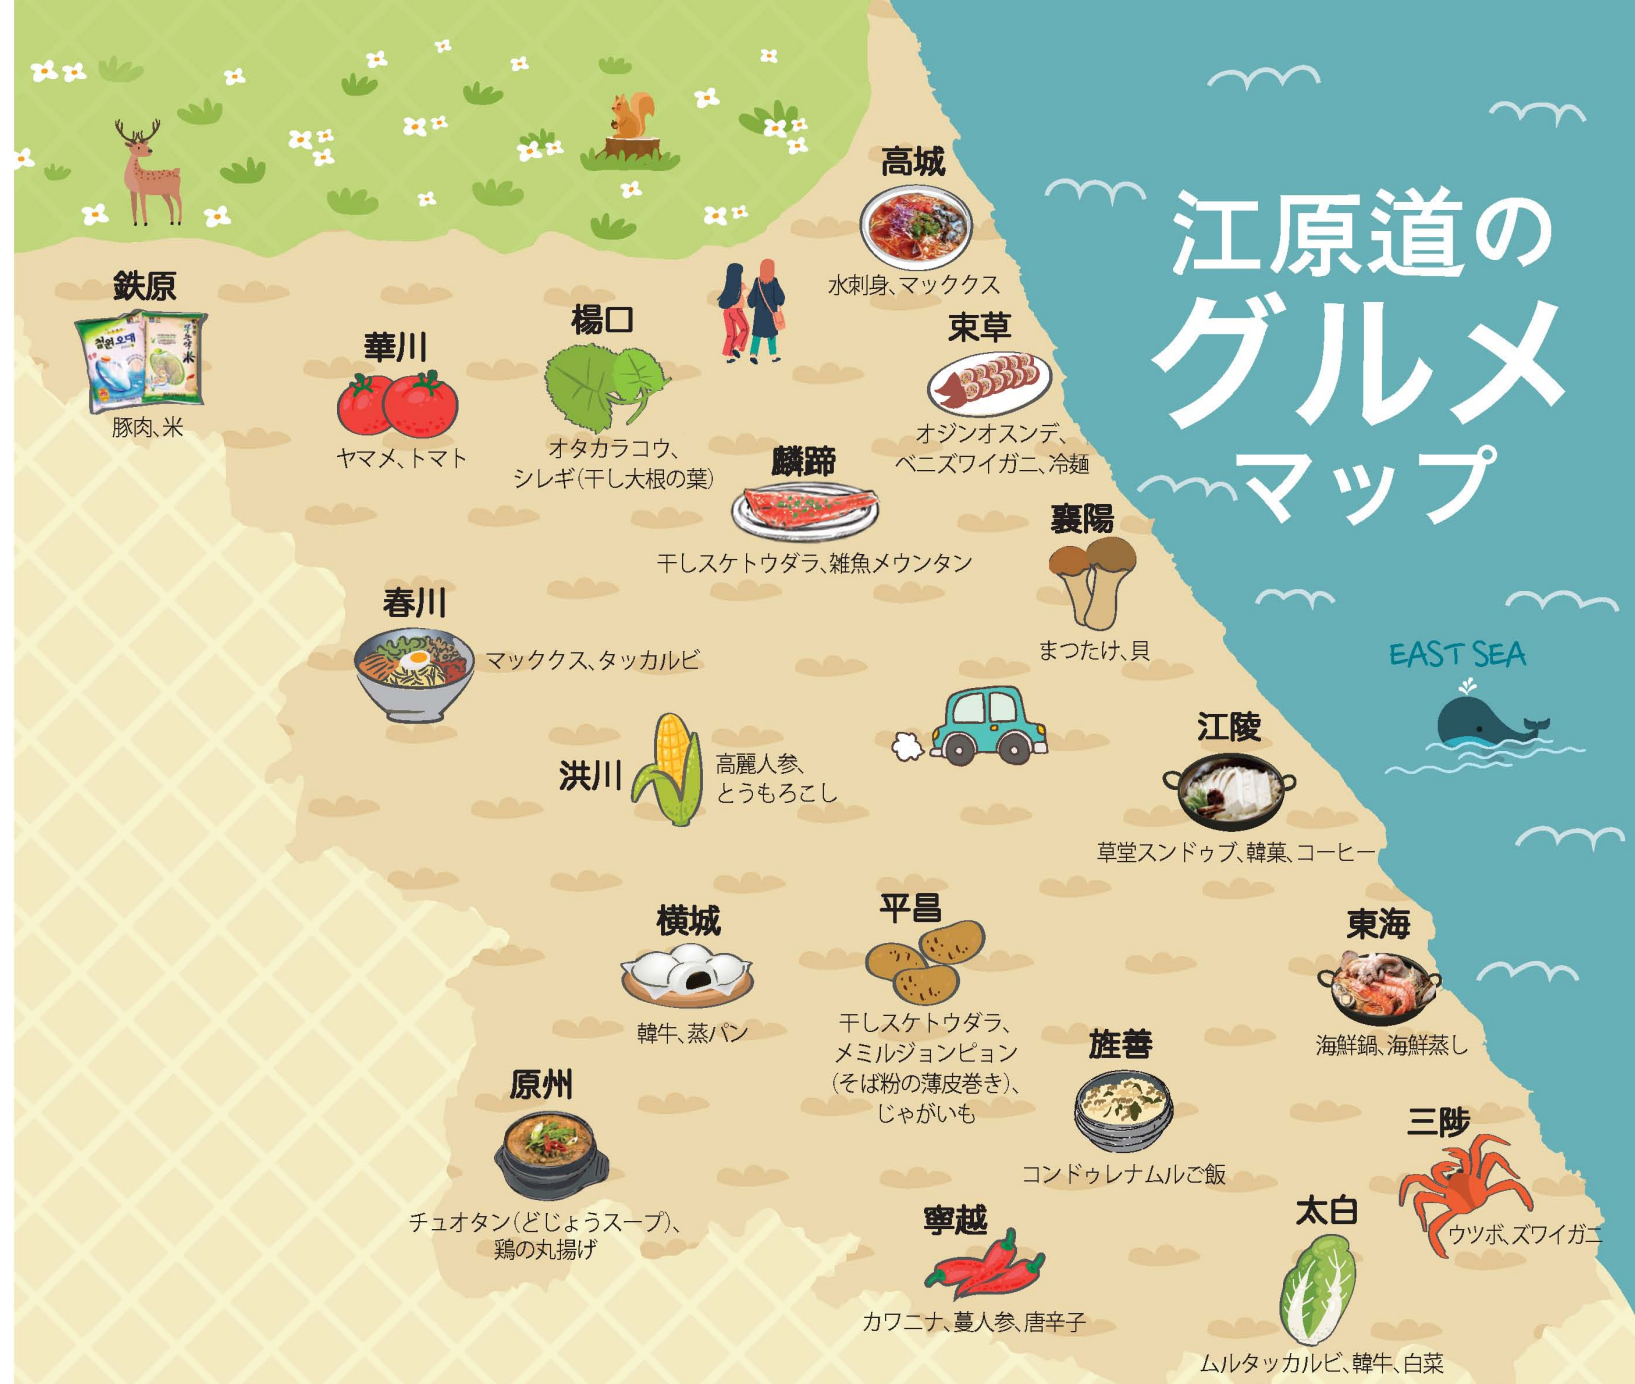 江原道の
グルメ
マップ
EAST SEA
高城
水刺身、マッククス
鉄原
철원오대
米
豚肉、米
華川
ヤマメ、トマト
楊口
オタカラコウ、
シレギ(干し大根の葉)
束草
オジンオスンデ、
ベニズワイガニ、冷麺
麟蹄
干しスケトウダラ、雑魚メウンタン
襄陽
まつたけ、貝
春川
マッククス、タッカルビ
洪川
高麗人参、
とうもろこし
江陵
草堂スンドゥブ、韓菓、コーヒー
横城
韓牛、蒸パン
平昌
干しスケトウダラ、
メミルジョンピョン
(そば粉の薄皮巻き)、
じゃがいも
東海
海鮮鍋、海鮮蒸し
旌善
コンドゥレナムルご飯
原州
チュオタン(どじょうスープ)、
鶏の丸揚げ
三陟
ウツボ、ズワイガニ
寧越
カワニナ、蔓人参、唐辛子
太白
ムルタッカルビ、韓牛、白菜